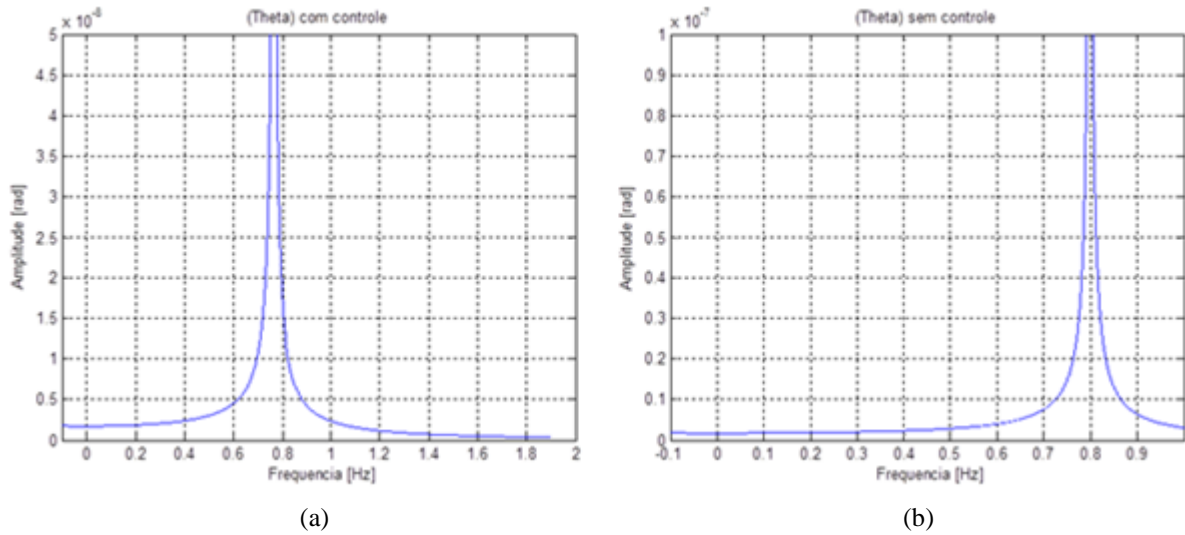 (Theta) com controle
x 10⁻⁸
5
4.5
4
3.5
3
2.5
2
1.5
1
0.5
0
Amplitude [rad]
0 0.2 0.4 0.6 0.8 1 1.2 1.4 1.6 1.8 2
Frequencia [Hz]
(a)
(Theta) sem controle
x 10⁻⁷
1
0.9
0.8
0.7
0.6
0.5
0.4
0.3
0.2
0.1
0
Amplitude [rad]
-0.1 0 0.1 0.2 0.3 0.4 0.5 0.6 0.7 0.8 0.9
Frequencia [Hz]
(b)